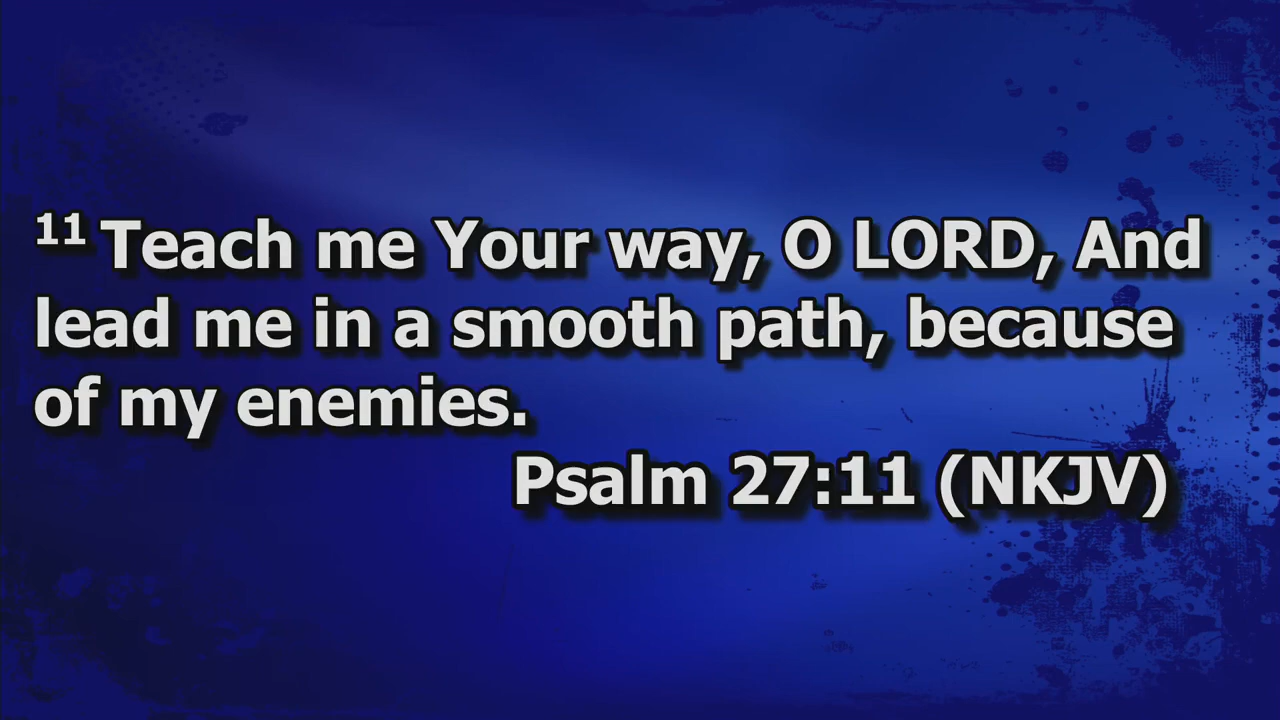 11 Teach me Your way, O LORD, And
lead me in a smooth path, because
of my enemies.
Psalm 27:11 (NKJV)